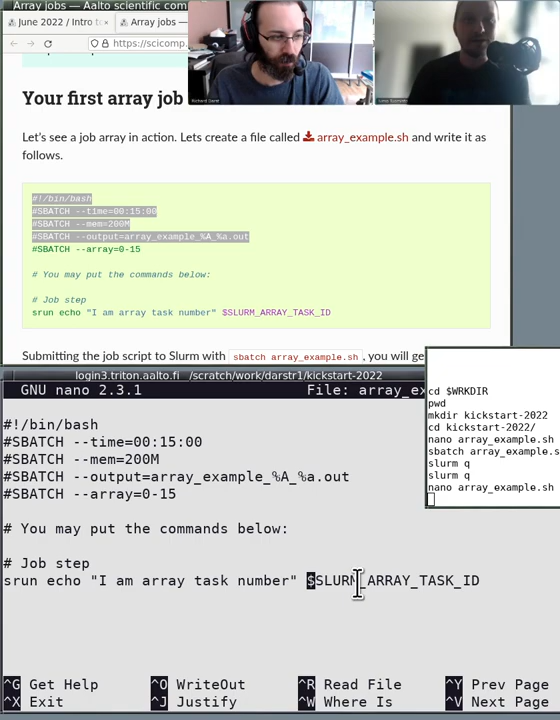 Array jobs — Aalto scientific com
June 2022 / Intro t
Array jobs —
https://scicomp.
Your first array job
Let's see a job array in action. Lets create a file called array_example.sh and write it as
follows.
#!/bin/bash
#SBATCH --time=00:15:00
#SBATCH --mem=200M
#SBATCH --output=array_example_%A_%a.out
#SBATCH --array=0-15
# You may put the commands below:
# Job step
srun echo "I am array task number" $SLURM_ARRAY_TASK_ID
Submitting the job script to Slurm with sbatch array_example.sh, you will ge
login3.triton.aalto.fi /scratch/work/darstr1/kickstart-2022
GNU nano 2.3.1 File: array_ex
#!/bin/bash
#SBATCH --time=00:15:00
#SBATCH --mem=200M
#SBATCH --output=array_example_%A_%a.out
#SBATCH --array=0-15
# You may put the commands below:
# Job step
srun echo "I am array task number" $SLURM_ARRAY_TASK_ID
^G Get Help ^O WriteOut ^R Read File ^Y Prev Page
^X Exit ^J Justify ^W Where Is ^V Next Page
cd $WRKDIR
pwd
mkdir kickstart-2022
cd kickstart-2022/
nano array_example.sh
sbatch array_example.s
slurm q
slurm q
nano array_example.sh